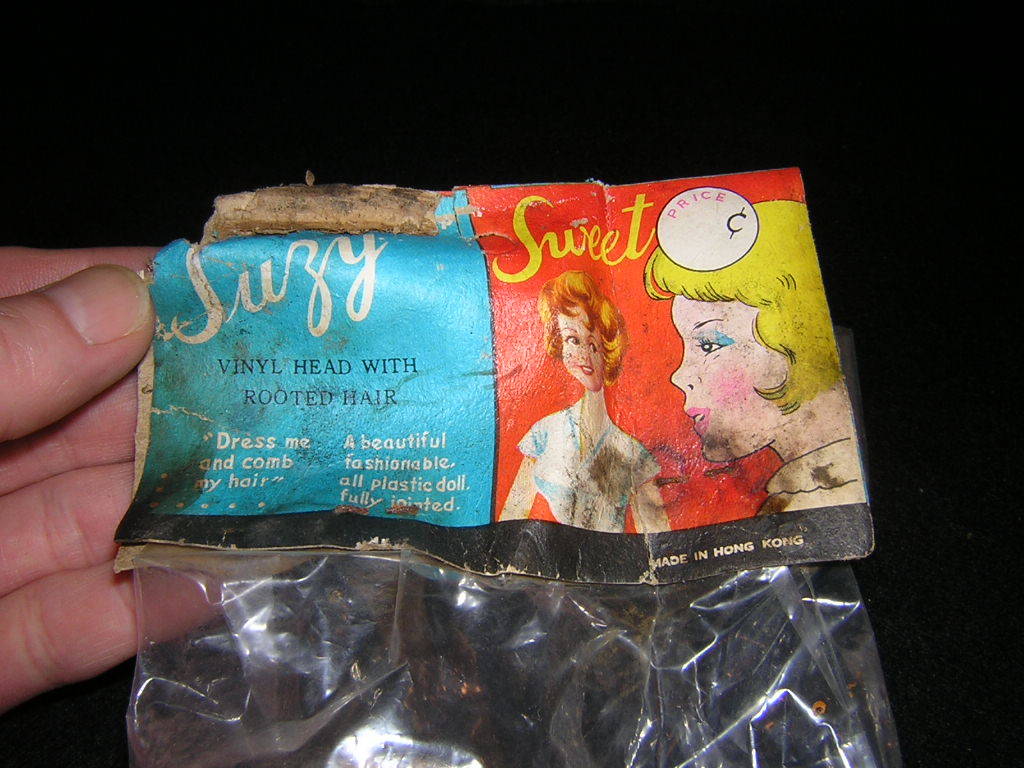 Suzy
Sweet
PRICE
¢
VINYL HEAD WITH
ROOTED HAIR
"Dress me
and comb
my hair"
A beautiful
fashionable,
all plastic doll,
fully jointed.
MADE IN HONG KONG